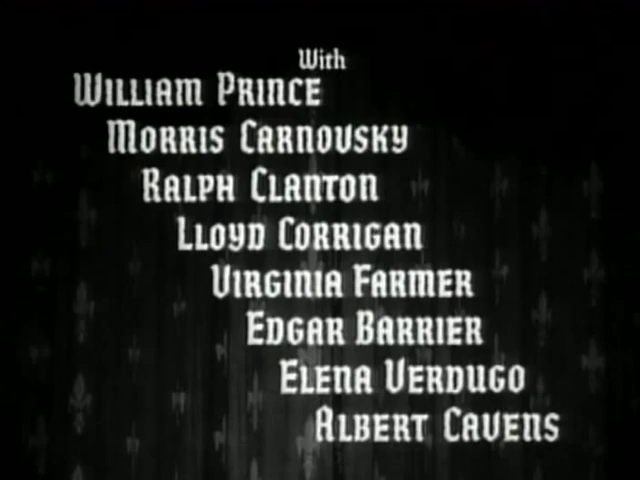 With
William Prince
Morris Carnovsky
Ralph Clanton
Lloyd Corrigan
Virginia Farmer
Edgar Barrier
Elena Verdugo
Albert Cavens